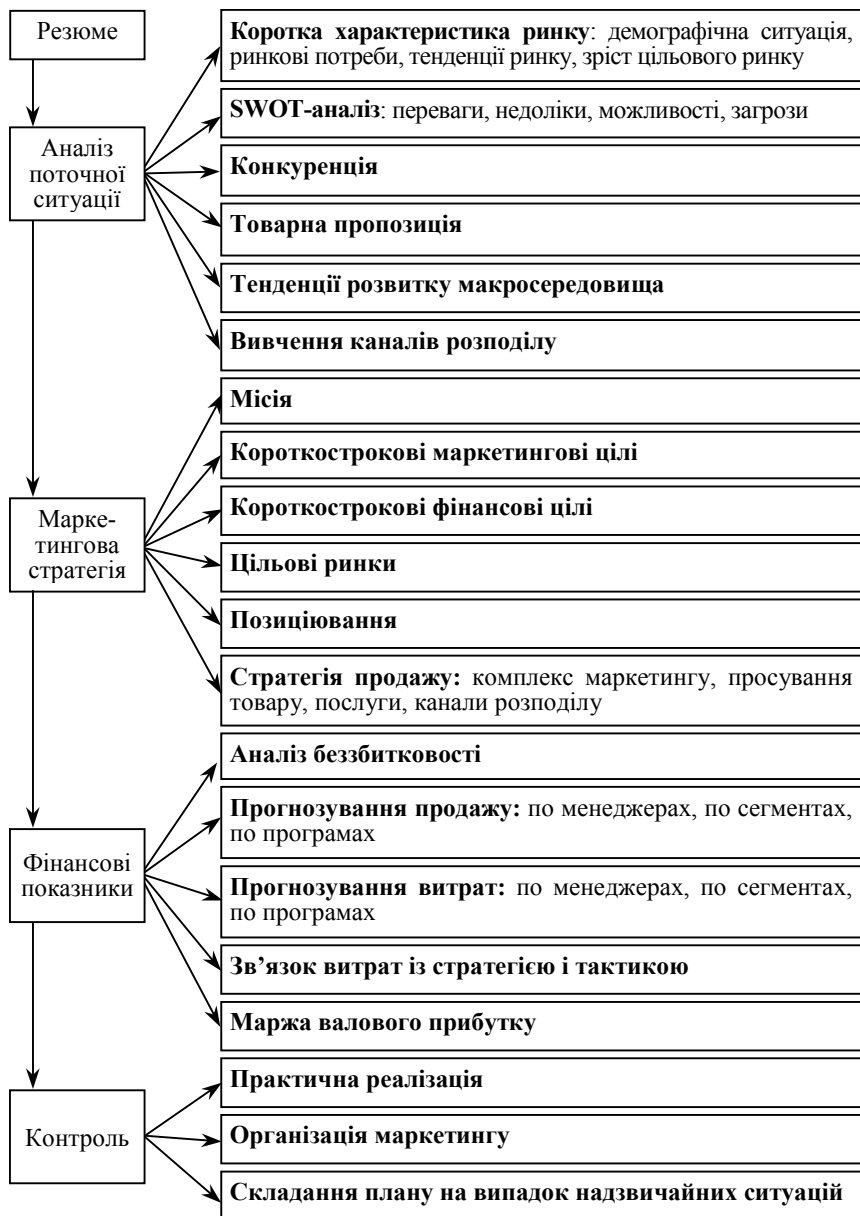 Резюме
Коротка характеристика ринку: демографічна ситуація,
ринкові потреби, тенденції ринку, зріст цільового ринку
SWOT-аналіз: переваги, недоліки, можливості, загрози
Аналіз
поточної
ситуації
Конкуренція
Товарна пропозиція
Тенденції розвитку макросередовища
Вивчення каналів розподілу
Місія
Короткострокові маркетингові цілі
Короткострокові фінансові цілі
Марке-
тингова
стратегія
Цільові ринки
Позиціювання
Стратегія продажу: комплекс маркетингу, просування
товару, послуги, канали розподілу
Аналіз беззбитковості
Прогнозування продажу: по менеджерах, по сегментах,
по програмах
Фінансові
показники
Прогнозування витрат: по менеджерах, по сегментах,
по програмах
Зв’язок витрат із стратегією і тактикою
Маржа валового прибутку
Практична реалізація
Контроль
Організація маркетингу
Складання плану на випадок надзвичайних ситуацій